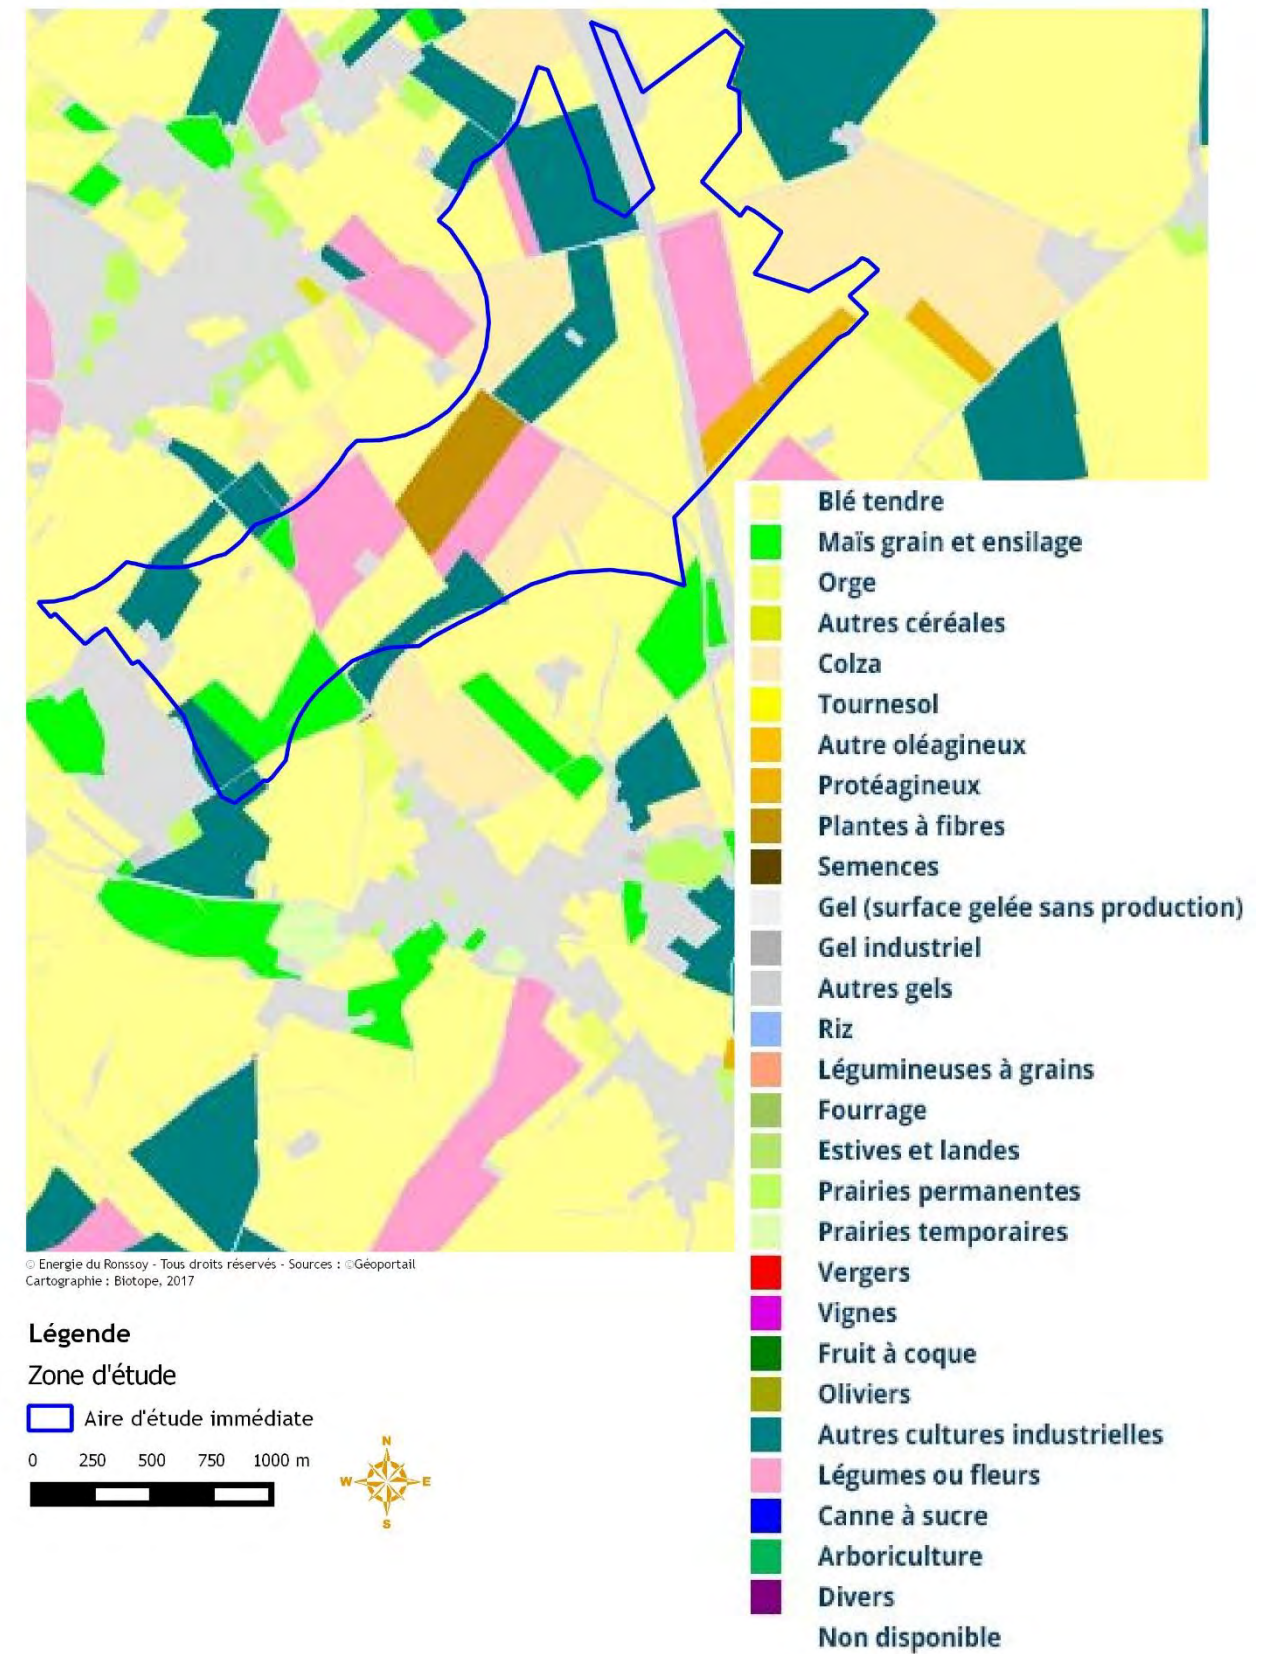 Blé tendre
Maïs grain et ensilage
Orge
Autres céréales
Colza
Tournesol
Autre oléagineux
Protéagineux
Plantes à fibres
Semences
Gel (surface gelée sans production)
Gel industriel
Autres gels
Riz
Légumineuses à grains
Fourrage
Estives et landes
Prairies permanentes
Prairies temporaires
Vergers
Vignes
Fruit à coque
Oliviers
Autres cultures industrielles
Légumes ou fleurs
Canne à sucre
Arboriculture
Divers
Non disponible
© Energie du Ronssoy - Tous droits réservés - Sources : ©Géoportail
Cartographie : Biotope, 2017
Légende
Zone d'étude
Aire d'étude immédiate
0 250 500 750 1000 m
N
W E
S